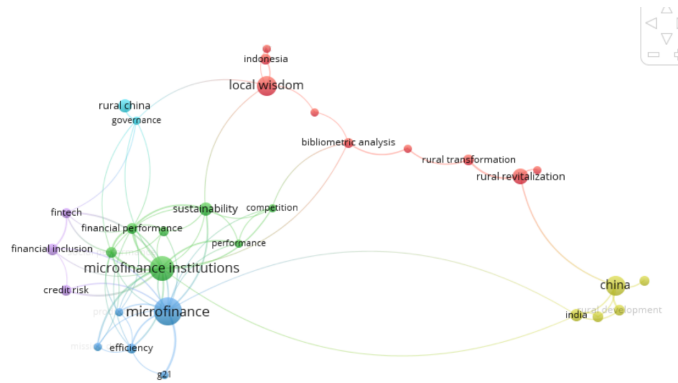 indonesia
local wisdom
rural china
governance
bibliometric analysis
rural transformation
rural revitalization
fintech
sustainability
competition
financial performance
performance
financial inclusion
microfinance institutions
credit risk
china
microfinance
india
rural development
efficiency
g21